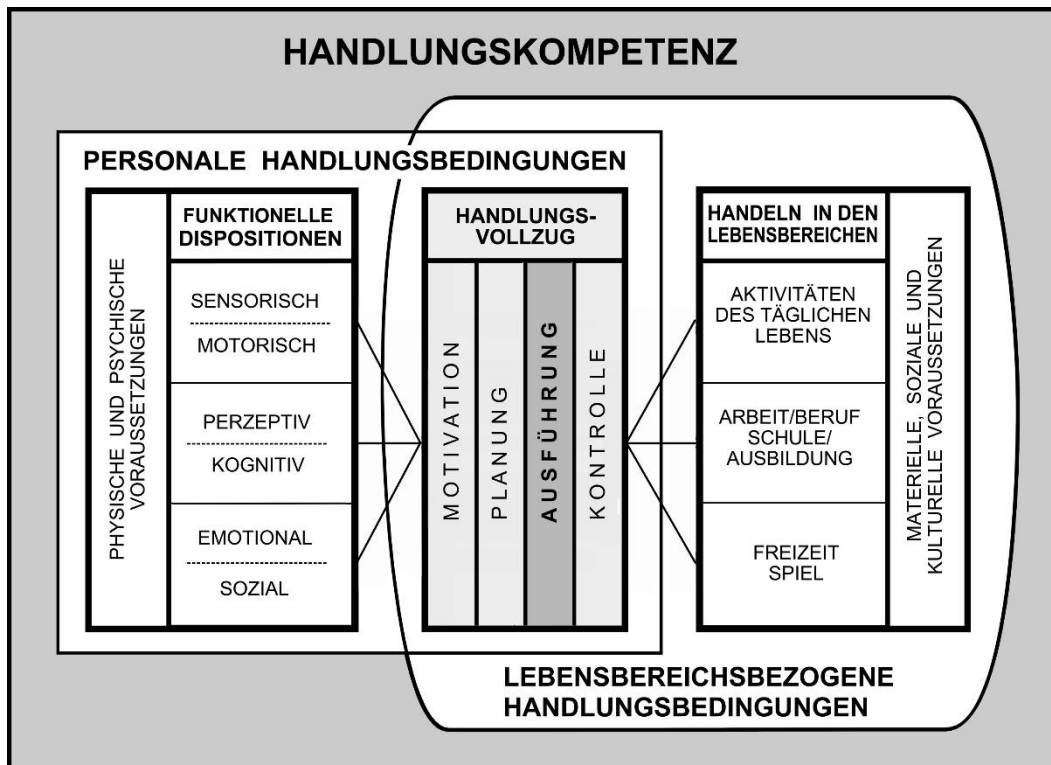 HANDLUNGSKOMPETENZ
PERSONALE HANDLUNGSBEDINGUNGEN
PHYSISCHE UND PSYCHISCHE
VORAUSSETZUNGEN
FUNKTIONELLE
DISPOSITIONEN
SENSORISCH
MOTORISCH
PERZEPTIV
KOGNITIV
EMOTIONAL
SOZIAL
HANDLUNGS-
VOLLZUG
MOTIVATION
PLANUNG
AUSFÜHRUNG
KONTROLLE
HANDELN IN DEN
LEBENSBEREICHEN
AKTIVITÄTEN
DES TÄGLICHEN
LEBENS
ARBEIT/BERUF
SCHULE/
AUSBILDUNG
FREIZEIT
SPIEL
MATERIELLE, SOZIALE UND
KULTURELLE VORAUSSETZUNGEN
LEBENSBEREICHSBEZOGENE
HANDLUNGSBEDINGUNGEN